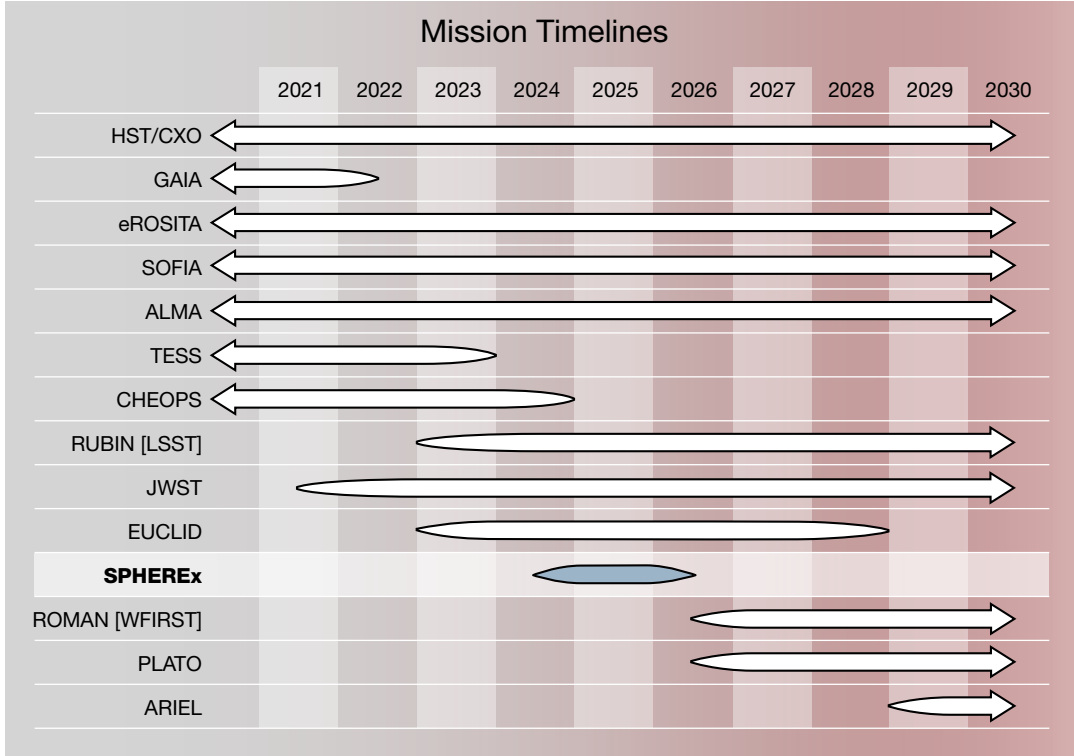 Mission Timelines
2021 2022 2023 2024 2025 2026 2027 2028 2029 2030
HST/CXO
GAIA
eROSITA
SOFIA
ALMA
TESS
CHEOPS
RUBIN [LSST]
JWST
EUCLID
SPHEREx
ROMAN [WFIRST]
PLATO
ARIEL